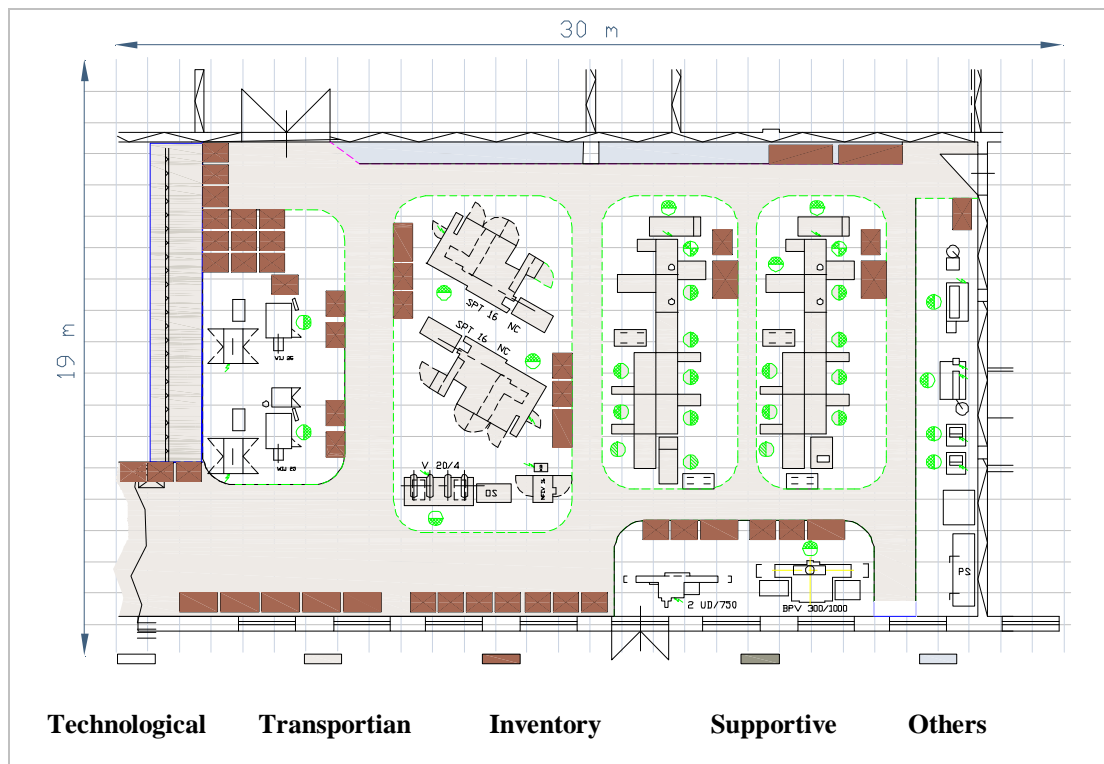 30 m
19 m
SPT 16 NC
SPT 16 NC
V 20/4
OS
2 UD/750
BPV 300/1000
PS
Technological Transportian Inventory Supportive Others